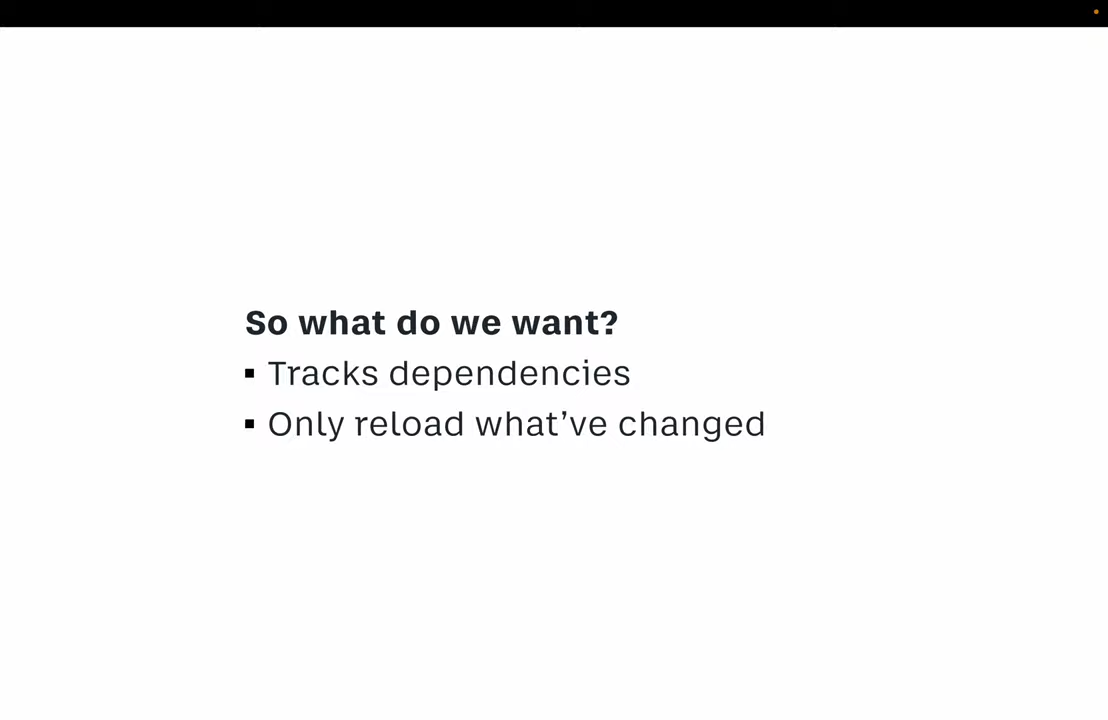 So what do we want?
▪ Tracks dependencies
▪ Only reload what’ve changed